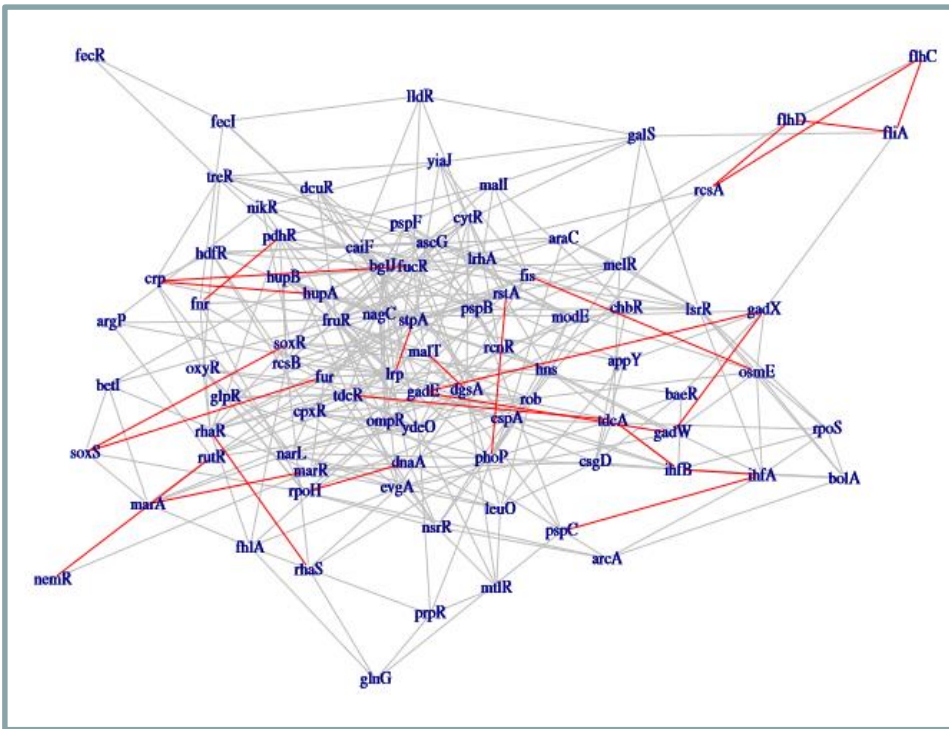 fecR
flhC
lldR
fecI
flhD
fliA
galS
yiaJ
treR
malI
dcuR
rcsA
nikR
pspF
cytR
pdhR
caiF
ascG
araC
hdfR
lrhA
melR
fucR
crp
hupB
fis
hupA
rstA
fnr
pspB
chbR
lsrR
gadX
nagC
modE
argP
fruR
stpA
soxR
rcnR
malT
rcsB
appY
oxyR
lrp
hns
osmE
fur
betI
gadE
dgsA
glpR
tdcR
baeR
rob
cpxR
cspA
ompR
tdcA
ydeO
rhaR
gadW
rpoS
soxS
narL
phoP
rutR
csgD
dnaA
marR
ihfB
ihfA
bolA
rpoH
evgA
marA
leuO
nsrR
pspC
fhlA
arcA
rhaS
nemR
mtlR
prpR
glnG